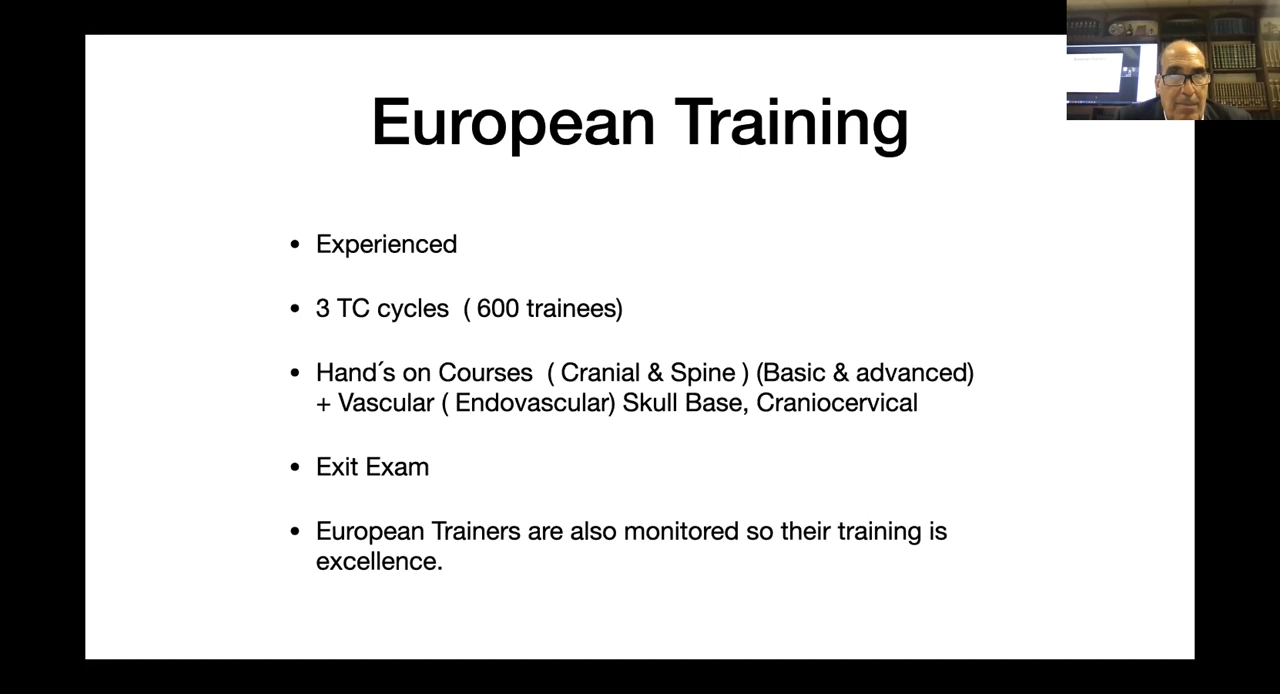 European Training
• Experienced
• 3 TC cycles ( 600 trainees)
• Hand´s on Courses ( Cranial & Spine ) (Basic & advanced)
+ Vascular ( Endovascular) Skull Base, Craniocervical
• Exit Exam
• European Trainers are also monitored so their training is
excellence.